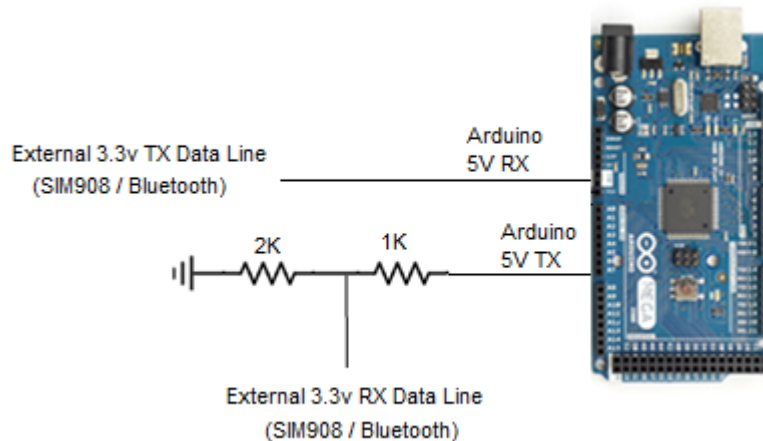 Arduino
5V RX
External 3.3v TX Data Line
(SIM908 / Bluetooth)
2K
1K
Arduino
5V TX
MEGA
External 3.3v RX Data Line
(SIM908 / Bluetooth)